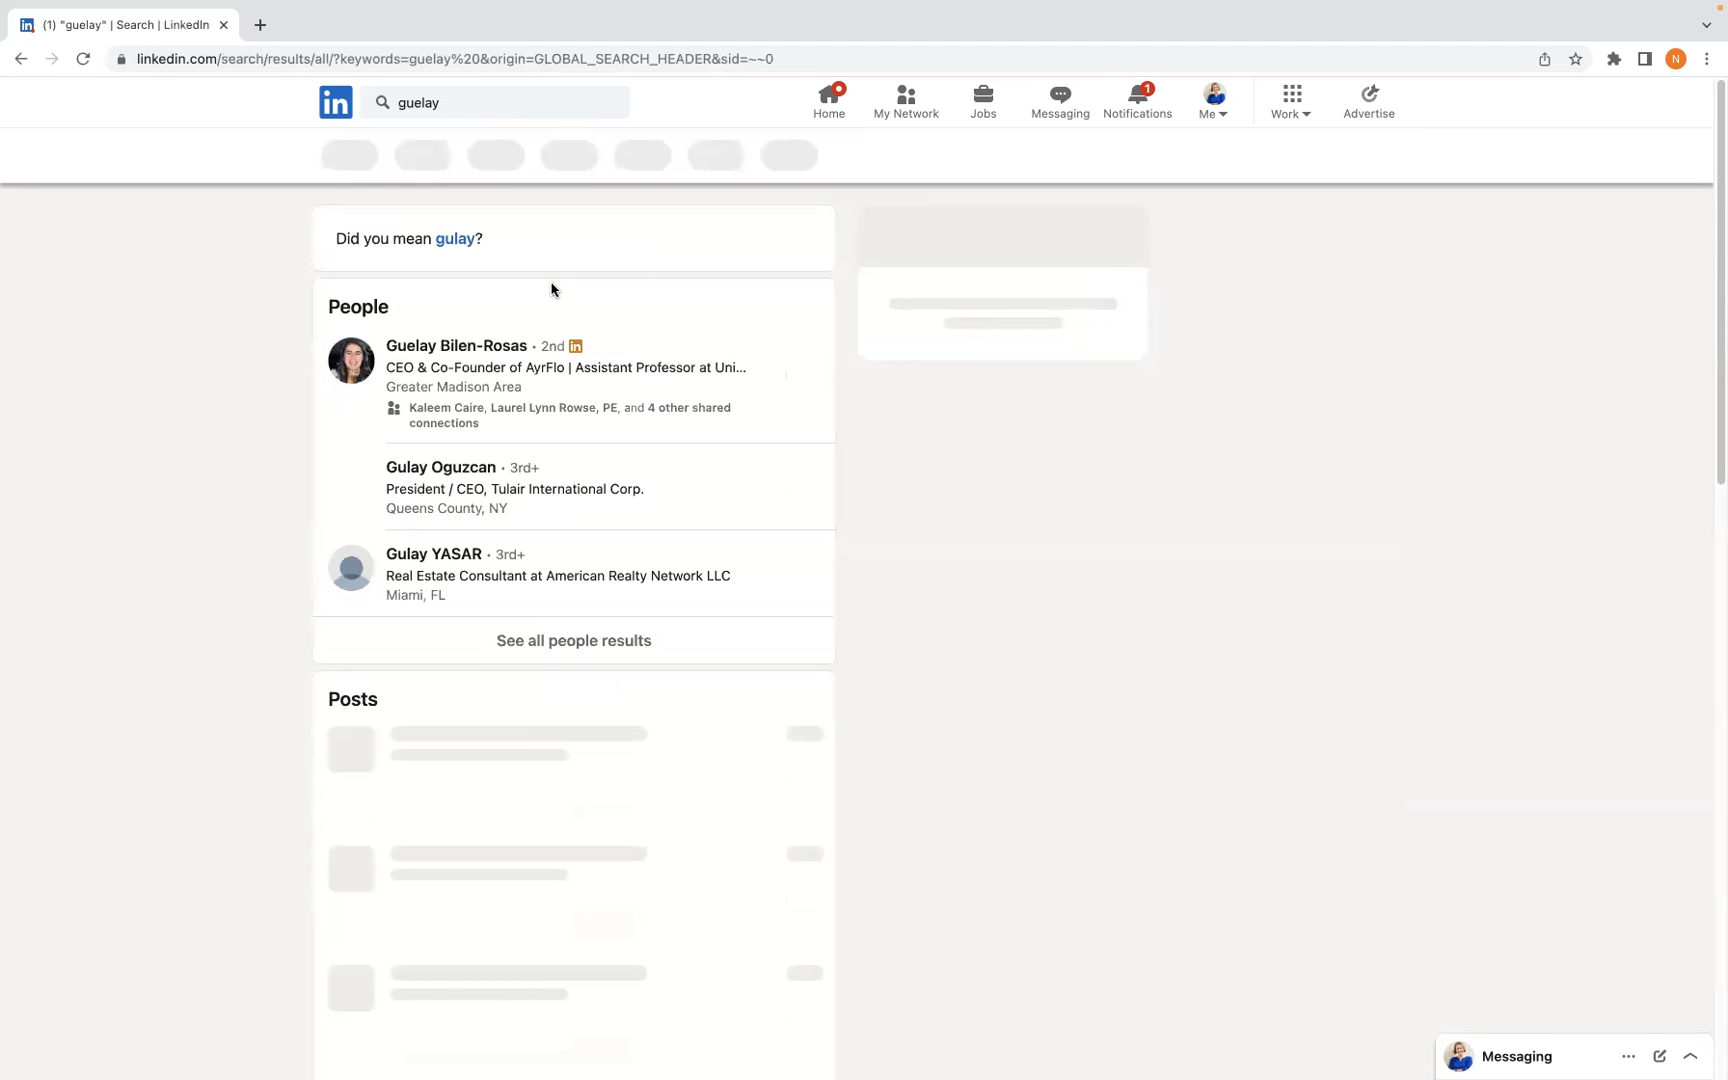 (1) "guelay" | Search | LinkedIn
linkedin.com/search/results/all/?keywords=guelay%20&origin=GLOBAL_SEARCH_HEADER&sid=~~0
N
in
guelay
Home
My Network
Jobs
Messaging
1
Notifications
Me
Work
Advertise
Did you mean gulay?
People
Guelay Bilen-Rosas • 2nd in
CEO & Co-Founder of AyrFlo | Assistant Professor at Uni...
Greater Madison Area
Kaleem Caire, Laurel Lynn Rowse, PE, and 4 other shared
connections
Gulay Oguzcan • 3rd+
President / CEO, Tulair International Corp.
Queens County, NY
Gulay YASAR • 3rd+
Real Estate Consultant at American Realty Network LLC
Miami, FL
See all people results
Posts
Messaging